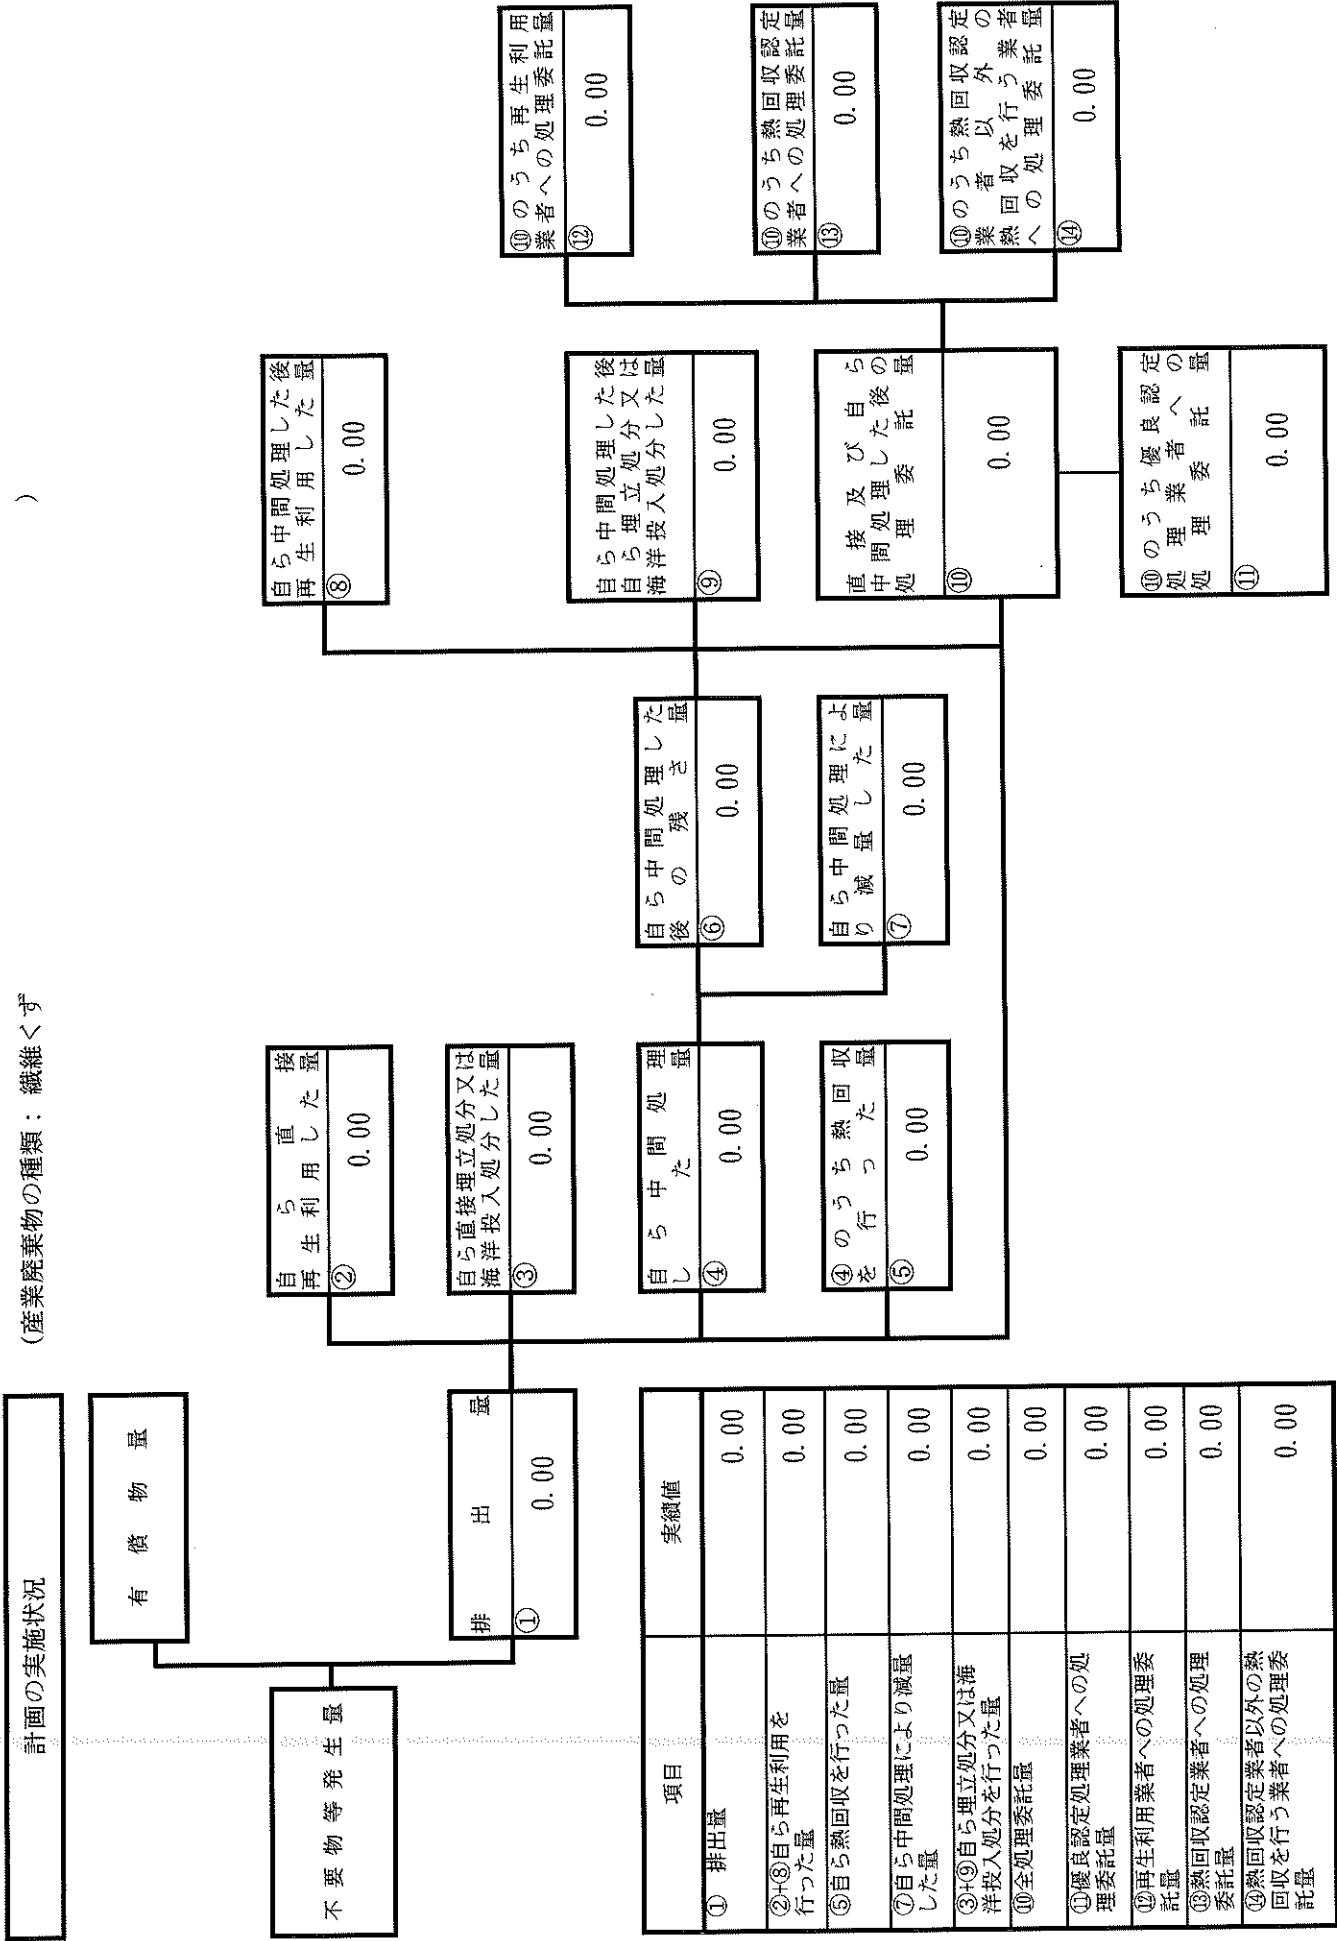 計画の実施状況
（産業廃棄物の種類：繊維くず
）
不要物等発生量
有償物量
排出量
①
0.00
自ら直接
再生利用した量
②
0.00
自ら直接埋立処分又は
海洋投入処分した量
③
0.00
自ら中間処理
した量
④
0.00
④のうち熱回収
を行った量
⑤
0.00
自ら中間処理した
後の残さ量
⑥
0.00
自ら中間処理によ
り減量した量
⑦
0.00
自ら中間処理した後
再生利用した量
⑧
0.00
自ら中間処理した後
自ら埋立処分又は
海洋投入処分した量
⑨
0.00
直接及び自ら
中間処理した後の
処理委託量
⑩
0.00
⑩のうち優良認定
処理業者への
処理委託量
⑪
0.00
⑩のうち再生利用
業者への処理委託量
⑫
0.00
⑩のうち熱回収認定
業者への処理委託量
⑬
0.00
⑩のうち熱回収認定
業者以外の
熱回収を行う業者
への処理委託量
⑭
0.00
項目 実績値
① 排出量 0.00
②+⑧自ら再生利用を
行った量 0.00
⑤自ら熱回収を行った量 0.00
⑦自ら中間処理により減量
した量 0.00
③+⑨自ら埋立処分又は海
洋投入処分を行った量 0.00
⑩全処理委託量 0.00
⑪優良認定処理業者への処
理委託量 0.00
⑫再生利用業者への処理委
託量 0.00
⑬熱回収認定業者への処理
委託量 0.00
⑭熱回収認定業者以外の熱
回収を行う業者への処理委
託量 0.00